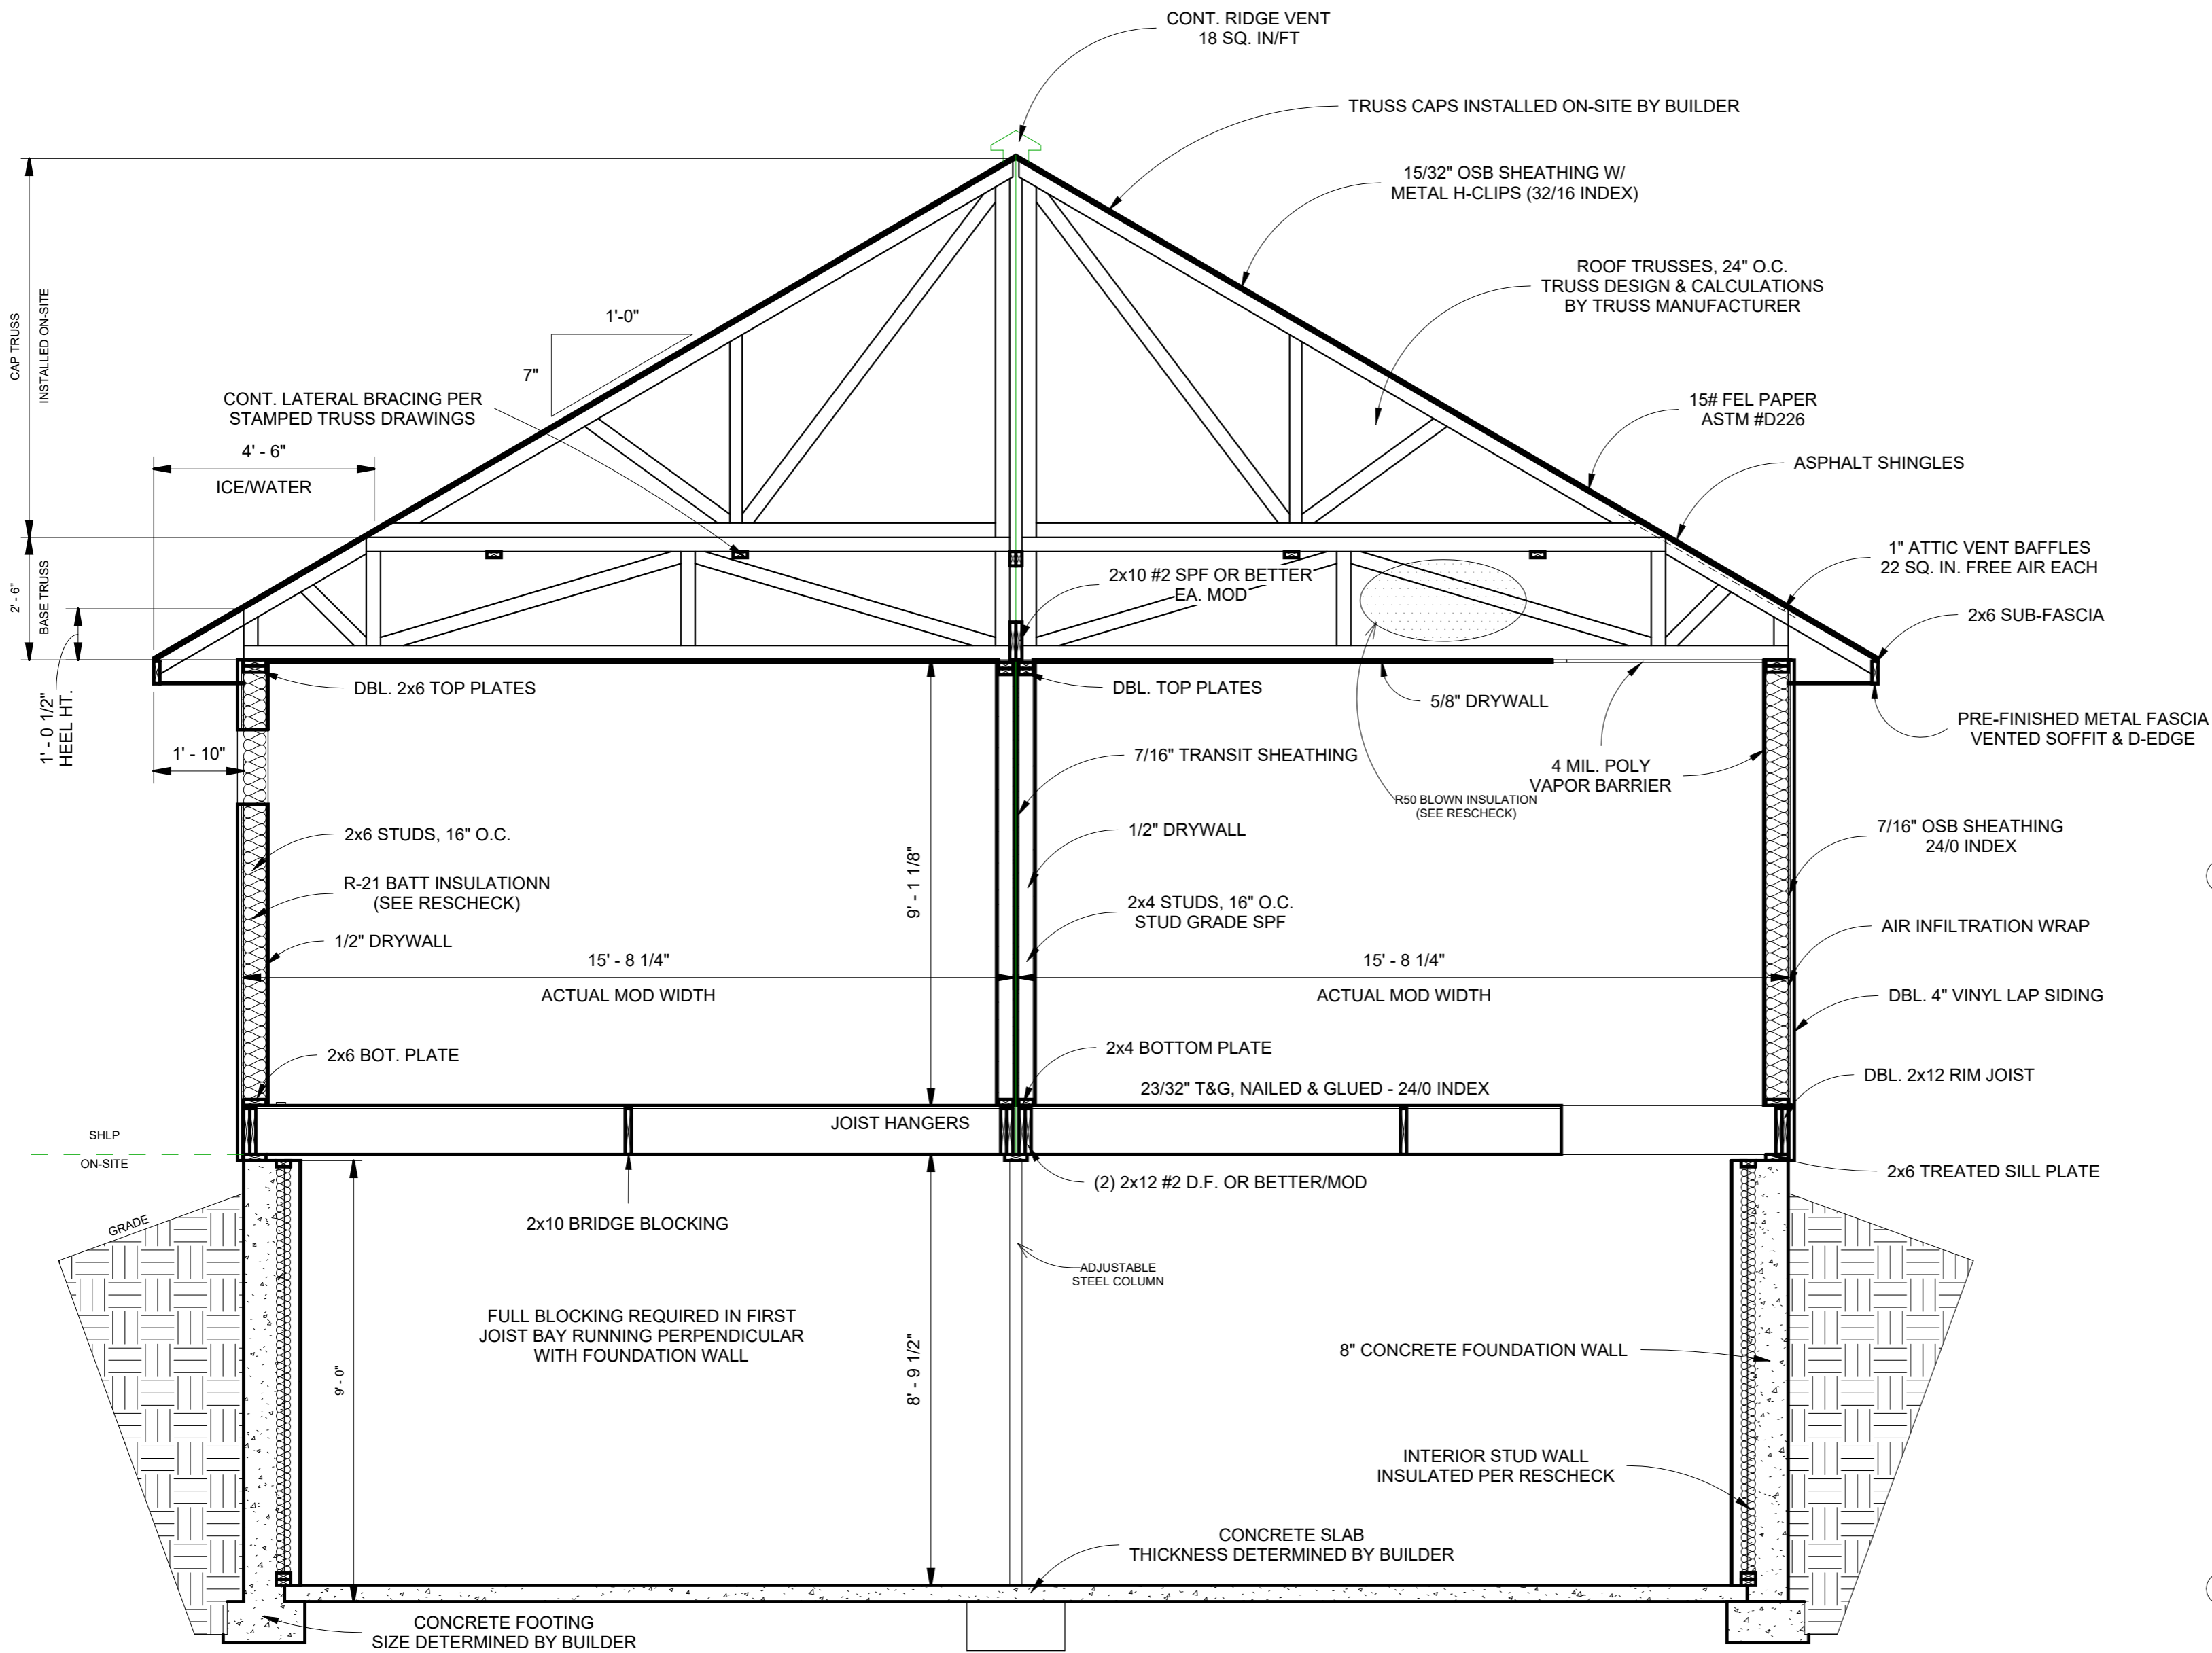 CONT. RIDGE VENT
18 SQ. IN/FT
TRUSS CAPS INSTALLED ON-SITE BY BUILDER
15/32" OSB SHEATHING W/
METAL H-CLIPS (32/16 INDEX)
ROOF TRUSSES, 24" O.C.
TRUSS DESIGN & CALCULATIONS
BY TRUSS MANUFACTURER
1'-0"
7"
CAP TRUSS
INSTALLED ON-SITE
CONT. LATERAL BRACING PER
STAMPED TRUSS DRAWINGS
15# FEL PAPER
ASTM #D226
4' - 6"
ICE/WATER
ASPHALT SHINGLES
1" ATTIC VENT BAFFLES
22 SQ. IN. FREE AIR EACH
2' - 6"
BASE TRUSS
2x10 #2 SPF OR BETTER
EA. MOD
2x6 SUB-FASCIA
1' - 0 1/2"
HEEL HT.
DBL. 2x6 TOP PLATES
DBL. TOP PLATES
5/8" DRYWALL
PRE-FINISHED METAL FASCIA
VENTED SOFFIT & D-EDGE
1' - 10"
7/16" TRANSIT SHEATHING
4 MIL. POLY
VAPOR BARRIER
R50 BLOWN INSULATION
(SEE RESCHECK)
2x6 STUDS, 16" O.C.
1/2" DRYWALL
7/16" OSB SHEATHING
24/0 INDEX
R-21 BATT INSULATIONN
(SEE RESCHECK)
9' - 1 1/8"
2x4 STUDS, 16" O.C.
STUD GRADE SPF
1/2" DRYWALL
AIR INFILTRATION WRAP
15' - 8 1/4"
ACTUAL MOD WIDTH
15' - 8 1/4"
ACTUAL MOD WIDTH
DBL. 4" VINYL LAP SIDING
2x6 BOT. PLATE
2x4 BOTTOM PLATE
23/32" T&G, NAILED & GLUED - 24/0 INDEX
DBL. 2x12 RIM JOIST
JOIST HANGERS
SHLP
ON-SITE
(2) 2x12 #2 D.F. OR BETTER/MOD
2x6 TREATED SILL PLATE
GRADE
2x10 BRIDGE BLOCKING
ADJUSTABLE
STEEL COLUMN
FULL BLOCKING REQUIRED IN FIRST
JOIST BAY RUNNING PERPENDICULAR
WITH FOUNDATION WALL
9' - 0"
8' - 9 1/2"
8" CONCRETE FOUNDATION WALL
INTERIOR STUD WALL
INSULATED PER RESCHECK
CONCRETE SLAB
THICKNESS DETERMINED BY BUILDER
CONCRETE FOOTING
SIZE DETERMINED BY BUILDER